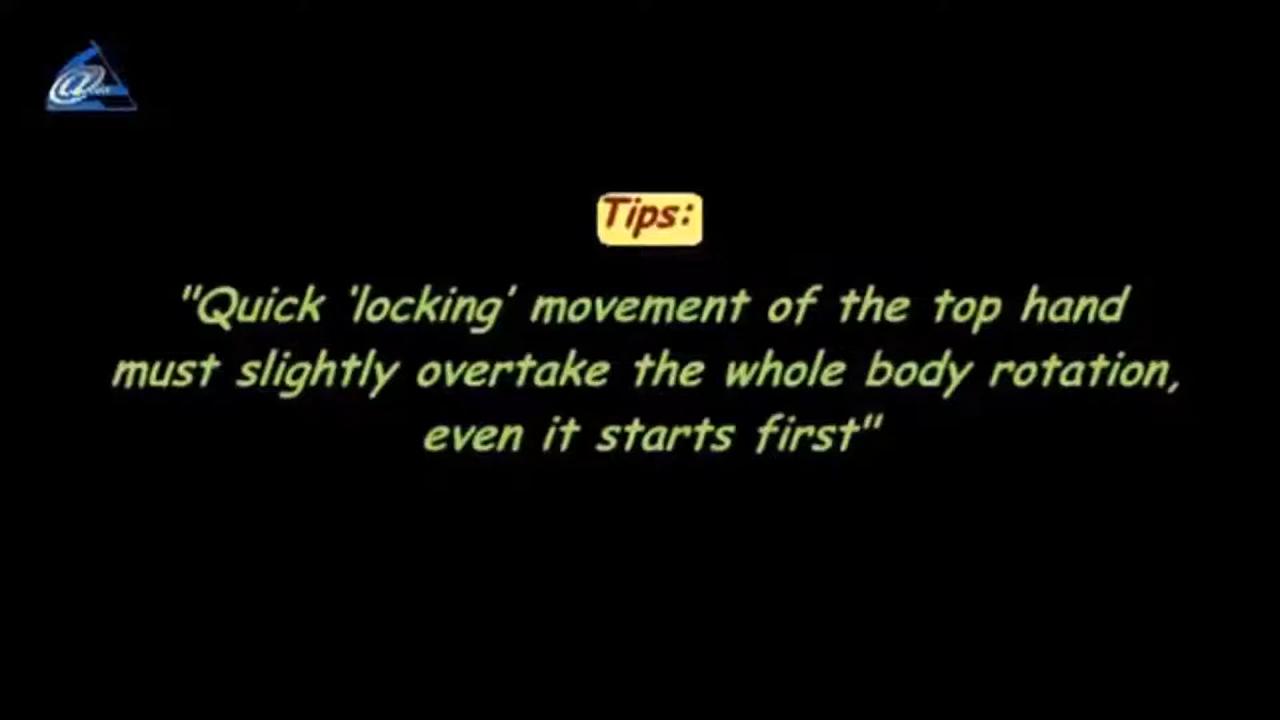 Tips:
"Quick 'locking' movement of the top hand
must slightly overtake the whole body rotation,
even it starts first"